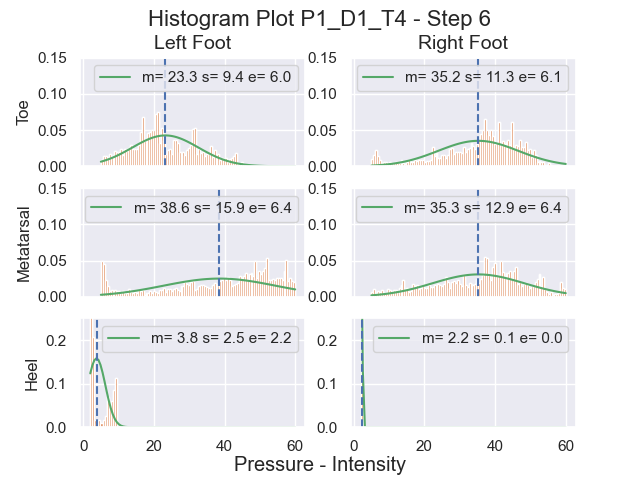 Histogram Plot P1_D1_T4 - Step 6
Left Foot
Right Foot
0.15
0.10
0.05
0.00
Toe
m= 23.3 s= 9.4 e= 6.0
0.15
0.10
0.05
0.00
m= 35.2 s= 11.3 e= 6.1
0.15
0.10
0.05
0.00
Metatarsal
m= 38.6 s= 15.9 e= 6.4
0.15
0.10
0.05
0.00
m= 35.3 s= 12.9 e= 6.4
0.2
0.1
0.0
Heel
m= 3.8 s= 2.5 e= 2.2
0.2
0.1
0.0
m= 2.2 s= 0.1 e= 0.0
0 20 40 60
0 20 40 60
Pressure - Intensity